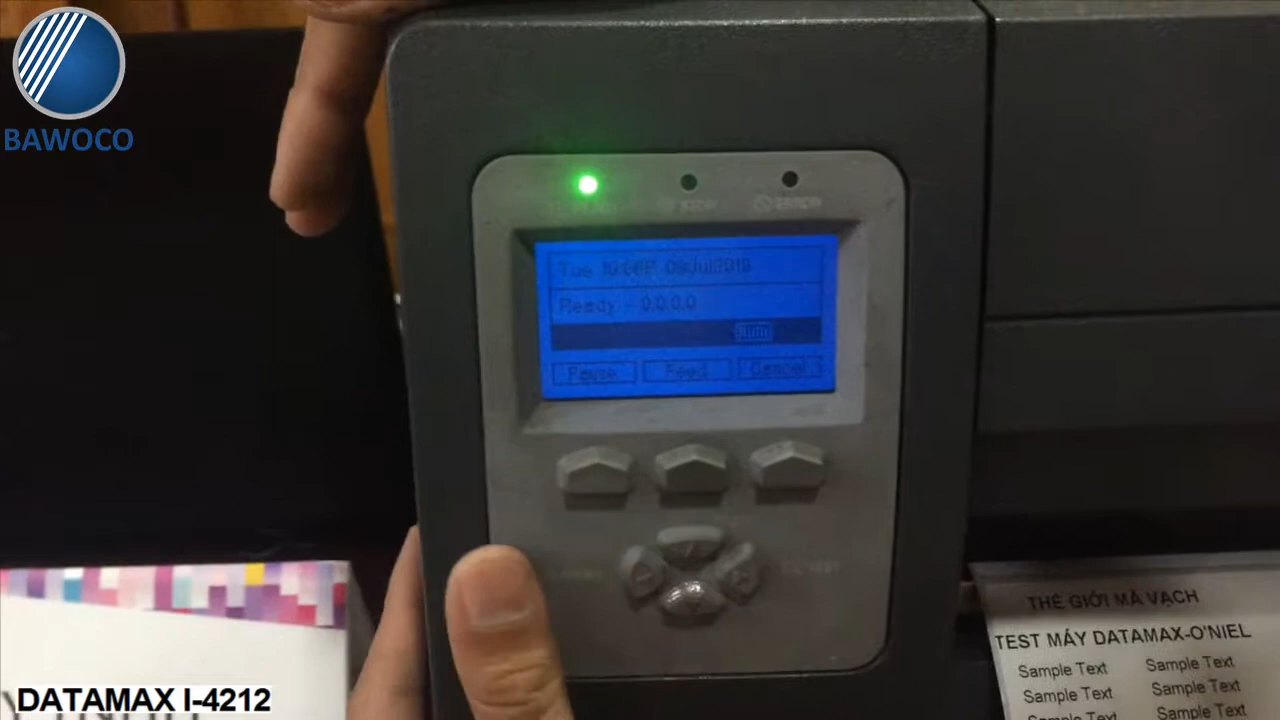 BAWOCO
ERROR
Ready - 0.0.0.0
Pause Feed Cancel
THẾ GIỚI MÃ VẠCH
TEST MÁY DATAMAX-O'NIEL
Sample Text Sample Text
Sample Text Sample Text
Sample Text Sample Text
DATAMAX I-4212